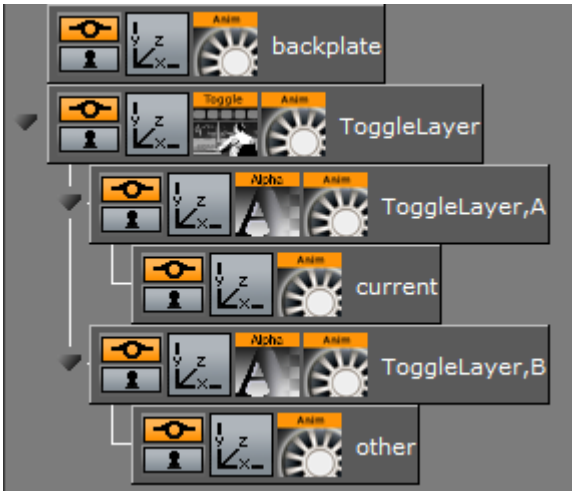 Anim
backplate
Toggle Anim
ToggleLayer
Alpha Anim
ToggleLayer,A
Anim
current
Alpha Anim
ToggleLayer,B
Anim
other